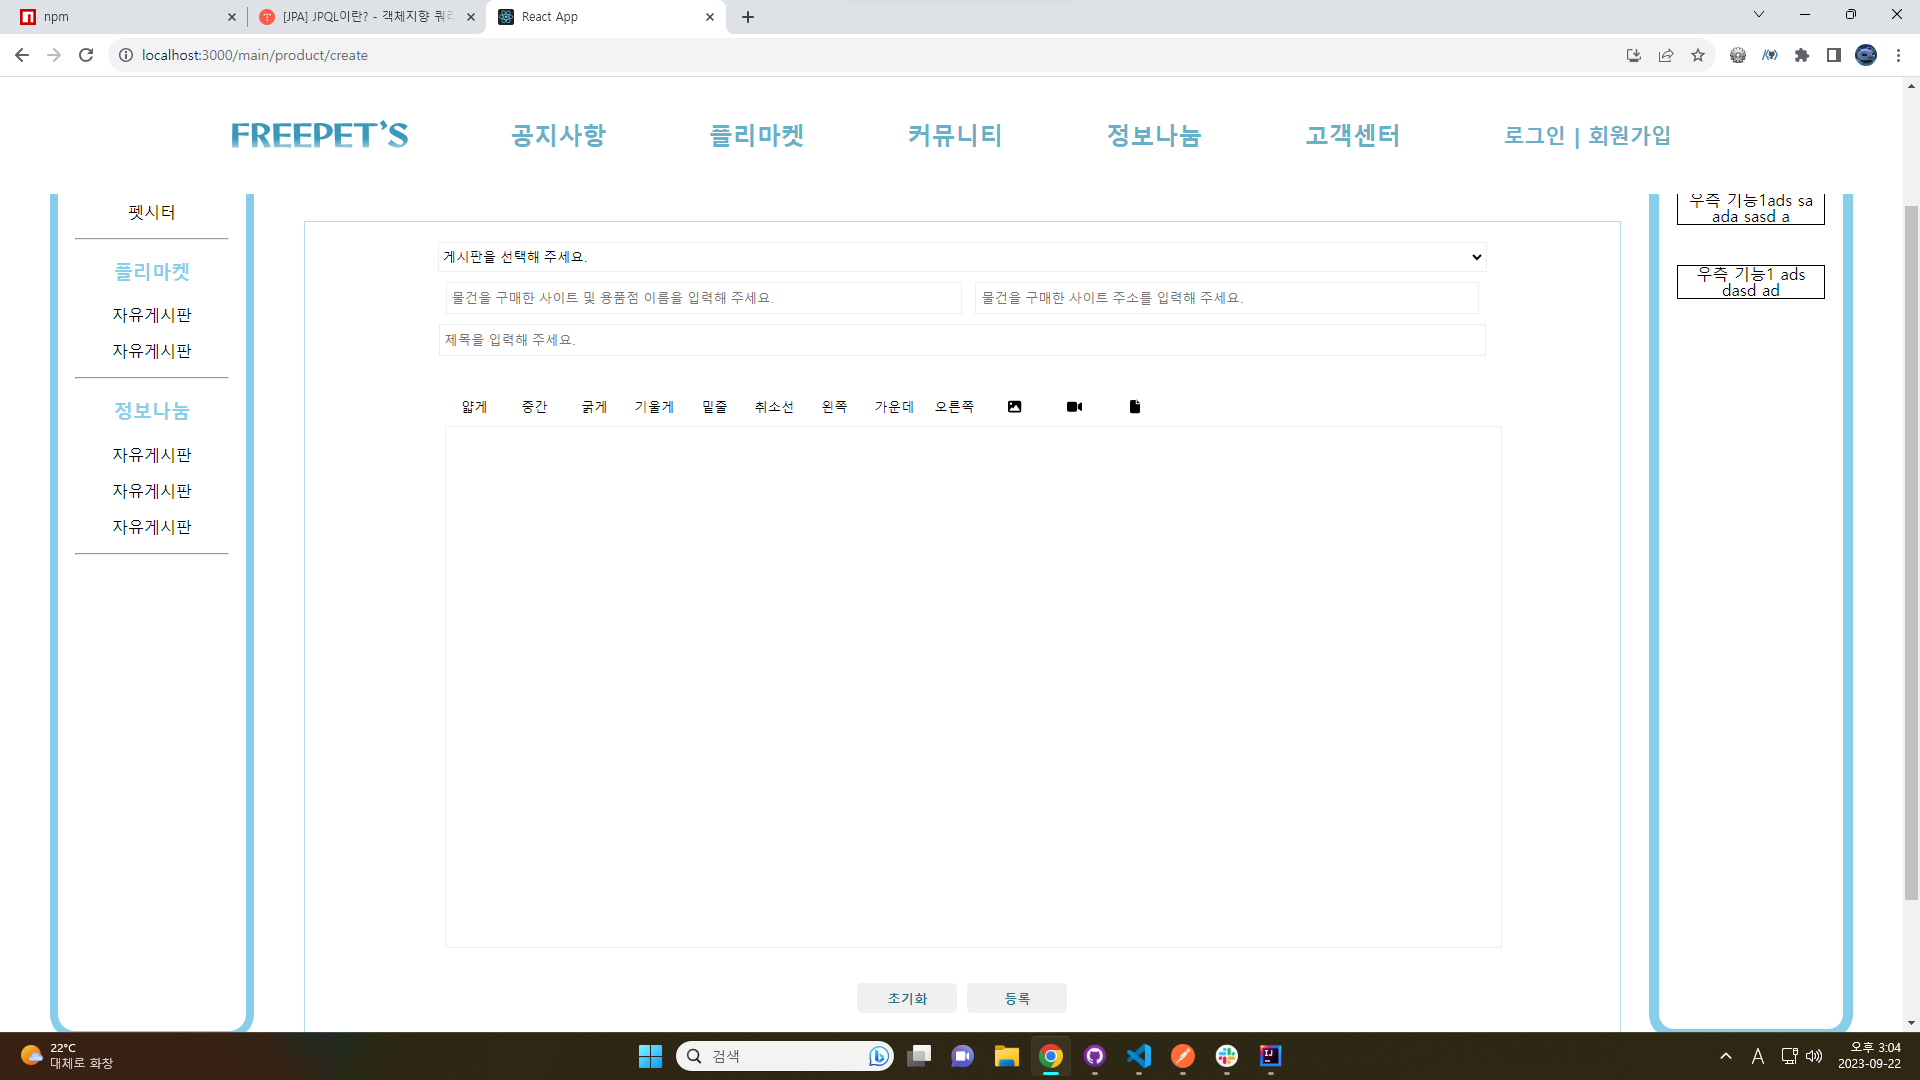 npm
[JPA] JPQL이란? - 객체지향 쿼리
React App
localhost:3000/main/product/create
FREEPET'S
공지사항
플리마켓
커뮤니티
정보나눔
고객센터
로그인 | 회원가입
펫시터
플리마켓
자유게시판
자유게시판
정보나눔
자유게시판
자유게시판
자유게시판
게시판을 선택해 주세요.
물건을 구매한 사이트 및 용품점 이름을 입력해 주세요.
물건을 구매한 사이트 주소를 입력해 주세요.
제목을 입력해 주세요.
얇게
중간
굵게
기울게
밑줄
취소선
왼쪽
가운데
오른쪽
초기화
등록
우측 기능1ads sa
ada sasd a
우측 기능1 ads
dasd ad
22°C
대체로 화창
검색
A
오후 3:04
2023-09-22